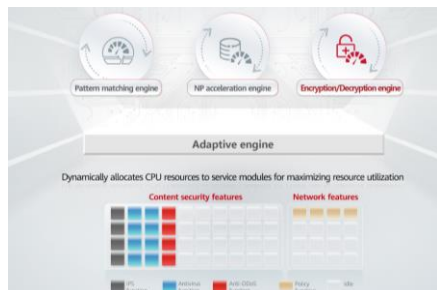 Pattern matching engine
NP acceleration engine
Encryption/Decryption engine
Adaptive engine
Dynamically allocates CPU resources to service modules for maximizing resource utilization
Content security features
Network features
IPS
Antivirus
Anti-DDoS
Policy
Idle